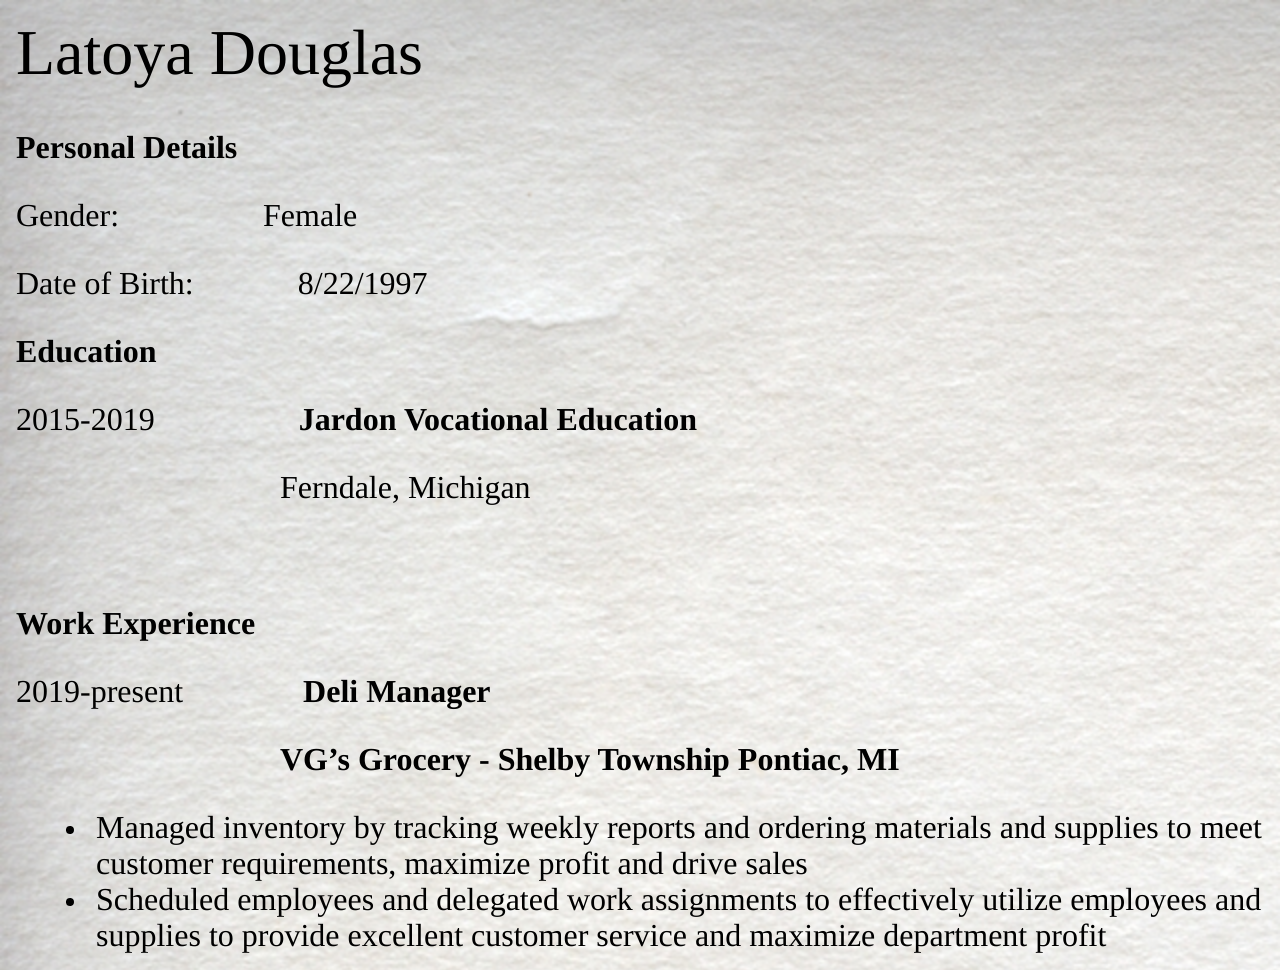 Latoya Douglas
Personal Details
Gender: Female
Date of Birth: 8/22/1997
Education
2015-2019 Jardon Vocational Education
Ferndale, Michigan
Work Experience
2019-present Deli Manager
VG’s Grocery - Shelby Township Pontiac, MI
• Managed inventory by tracking weekly reports and ordering materials and supplies to meet
customer requirements, maximize profit and drive sales
• Scheduled employees and delegated work assignments to effectively utilize employees and
supplies to provide excellent customer service and maximize department profit